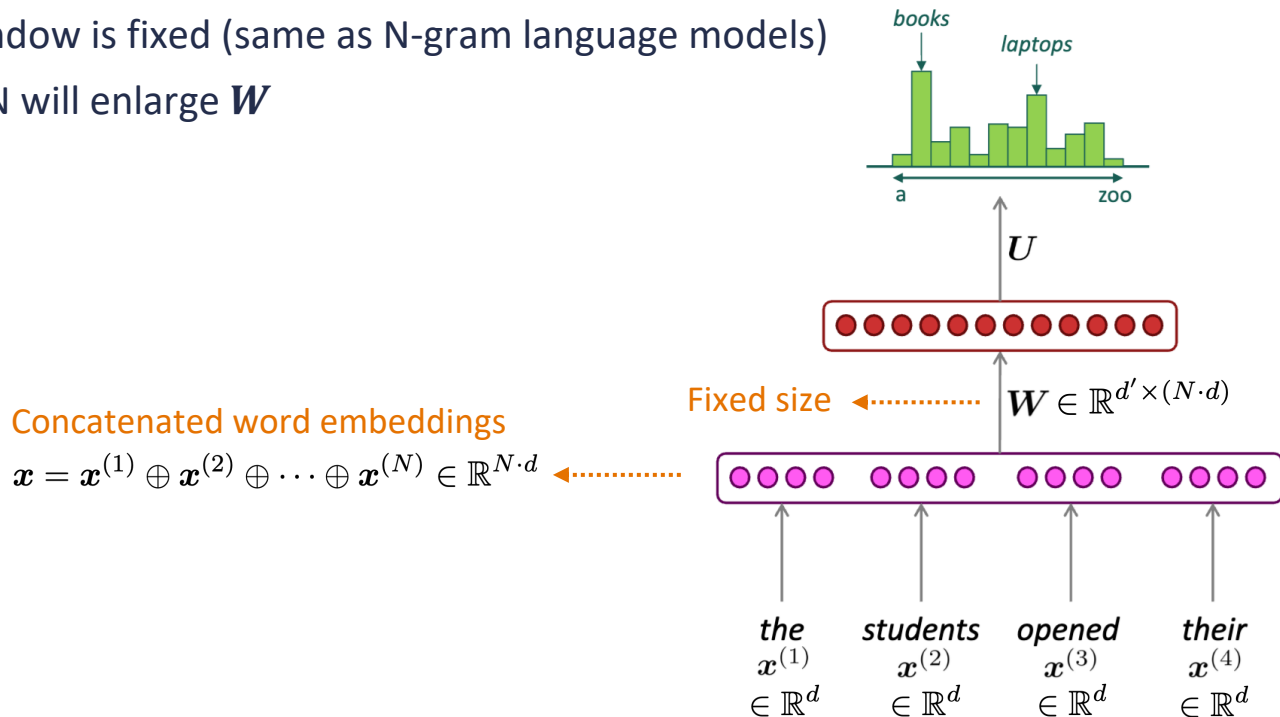 window is fixed (same as N-gram language models)
N will enlarge W
books
laptops
a
zoo
U
Fixed size
W ∈ ℝ^{d′×(N·d)}
Concatenated word embeddings
x = x^{(1)} ⊕ x^{(2)} ⊕ ··· ⊕ x^{(N)} ∈ ℝ^{N·d}
the students opened their
x^{(1)} x^{(2)} x^{(3)} x^{(4)}
∈ ℝ^d ∈ ℝ^d ∈ ℝ^d ∈ ℝ^d